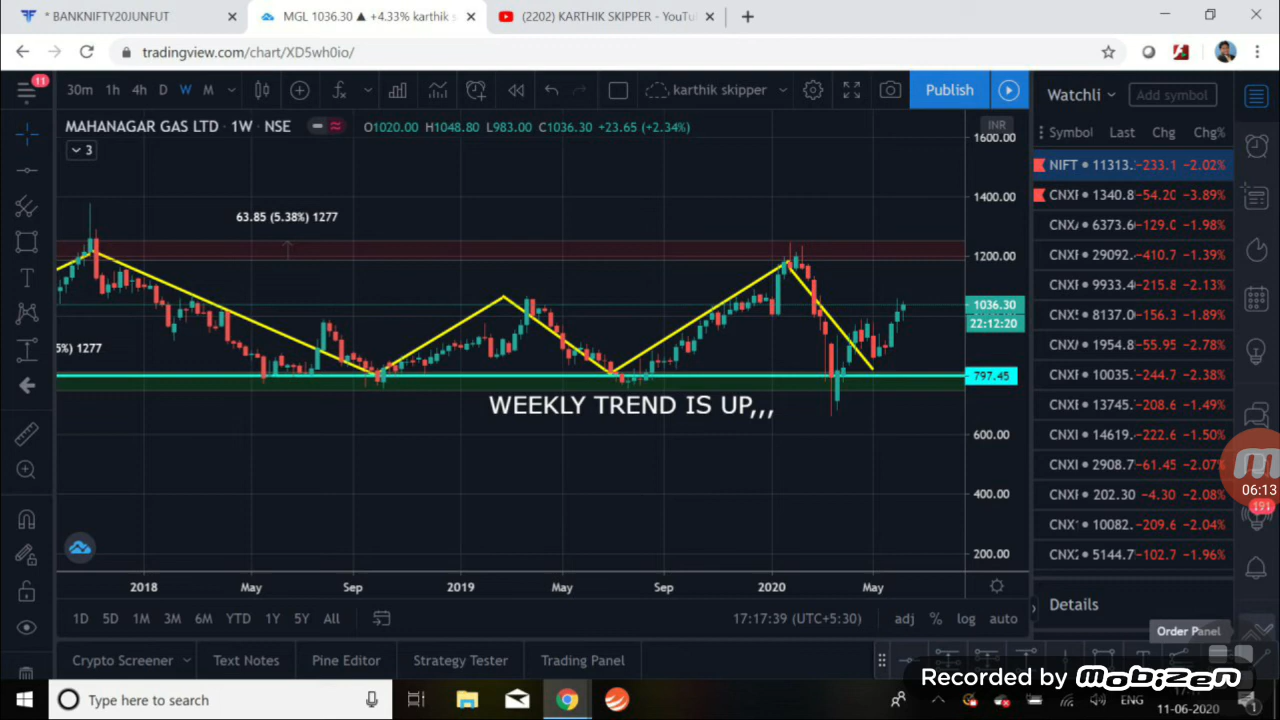 * BANKNIFTY20JUNFUT
MGL 1036.30 ▲ +4.33% karthik s
(2202) KARTHIK SKIPPER - YouTu
tradingview.com/chart/XD5wh0io/
11
30m 1h 4h D W M
karthik skipper
Publish
Watchli
Add symbol
MAHANAGAR GAS LTD · 1W · NSE
O1020.00 H1048.80 L983.00 C1036.30 +23.65 (+2.34%)
3
INR
1600.00
1400.00
1200.00
1036.30
22:12:20
797.45
600.00
400.00
200.00
63.85 (5.38%) 1277
5%) 1277
WEEKLY TREND IS UP,,,
2018 May Sep 2019 May Sep 2020 May
Symbol Last Chg Chg%
NIFT 11313. -233.1 -2.02%
CNXI 1340.8 -54.20 -3.89%
CNX/ 6373.6 -129.0 -1.98%
CNXI 29092. -410.7 -1.39%
CNXI 9933.4 -215.8 -2.13%
CNX! 8137.0 -156.3 -1.89%
CNXI 1954.8 -55.95 -2.78%
CNXI 10035. -244.7 -2.38%
CNXI 13745. -208.6 -1.49%
CNXI 14619. -222.6 -1.50%
CNXI 2908.7 -61.45 -2.07%
CNXI 202.30 -4.30 -2.08%
CNX' 10082. -209.6 -2.04%
CNX: 5144.7 -102.7 -1.96%
06:13
191
Details
Order Panel
1D 5D 1M 3M 6M YTD 1Y 5Y All
17:17:39 (UTC+5:30)
adj % log auto
Crypto Screener Text Notes Pine Editor Strategy Tester Trading Panel
Recorded by Mobizen
Type here to search
ENG
11-06-2020
1